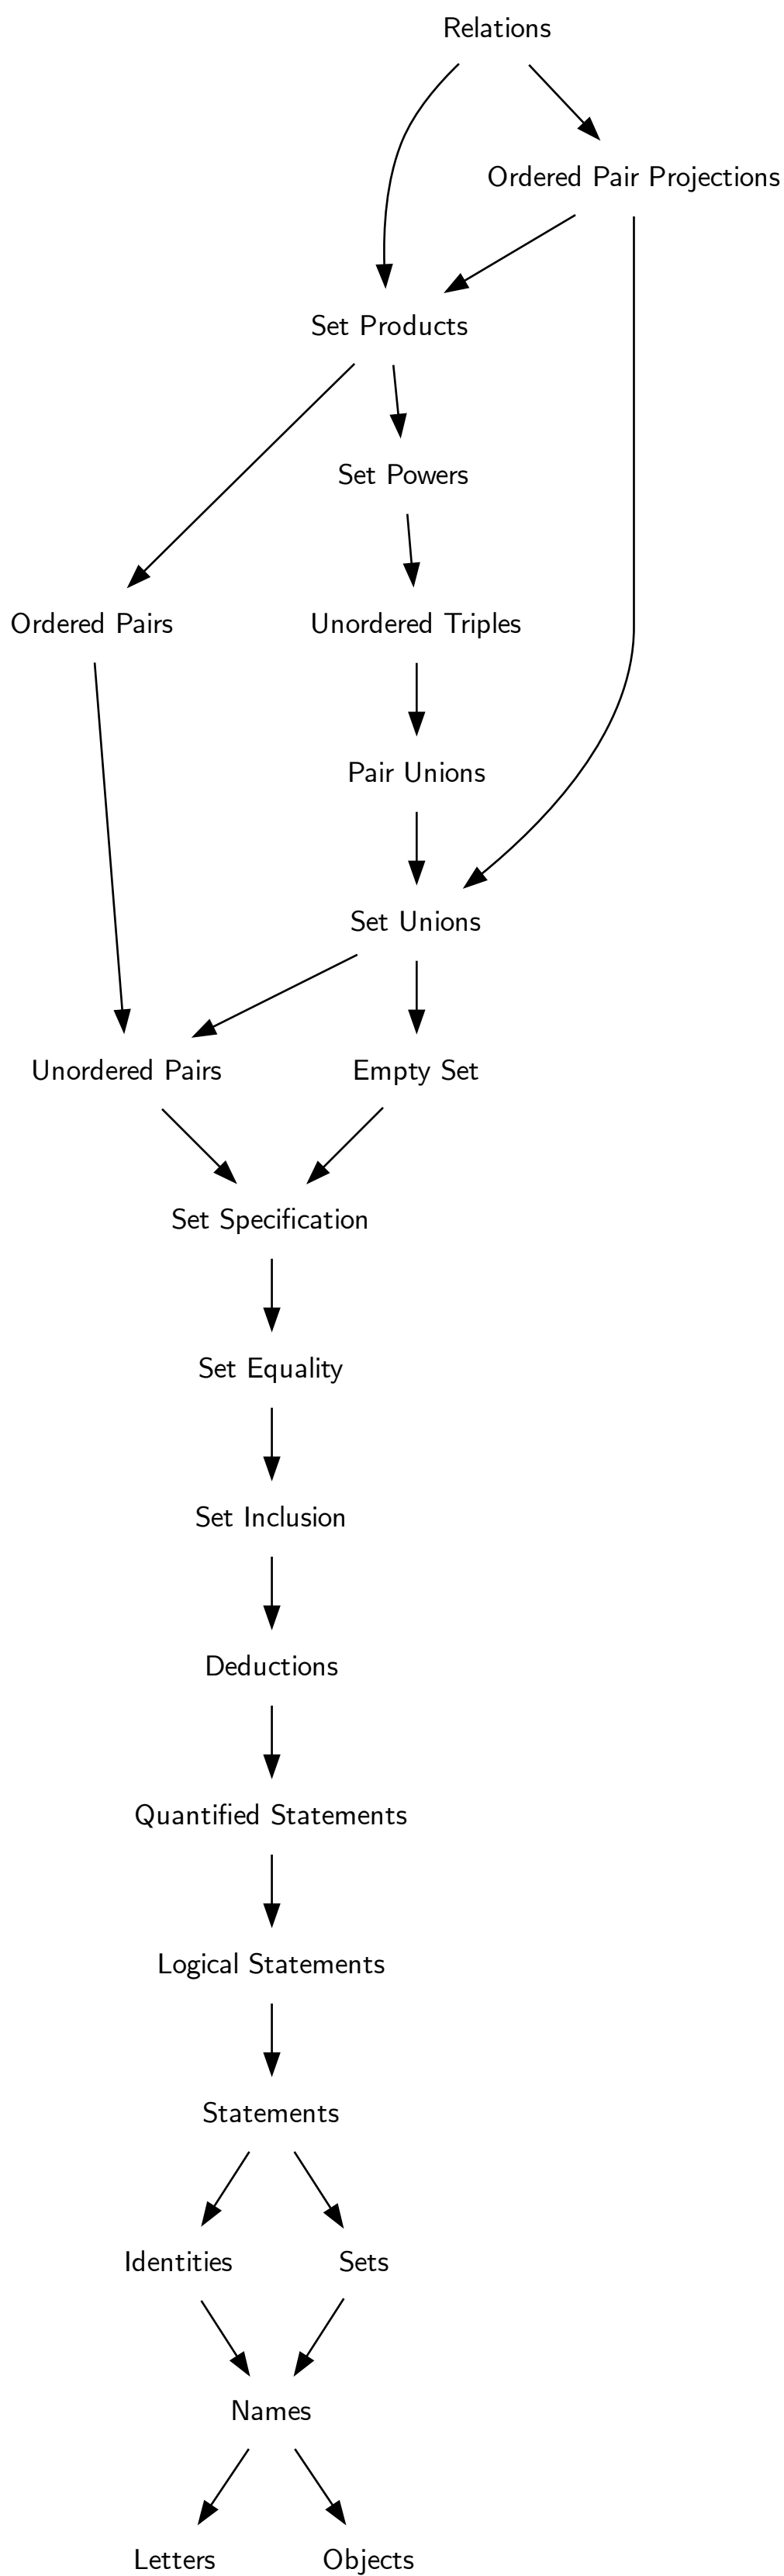 Relations
Ordered Pair Projections
Set Products
Set Powers
Ordered Pairs
Unordered Triples
Pair Unions
Set Unions
Unordered Pairs
Empty Set
Set Specification
Set Equality
Set Inclusion
Deductions
Quantified Statements
Logical Statements
Statements
Identities
Sets
Names
Letters
Objects